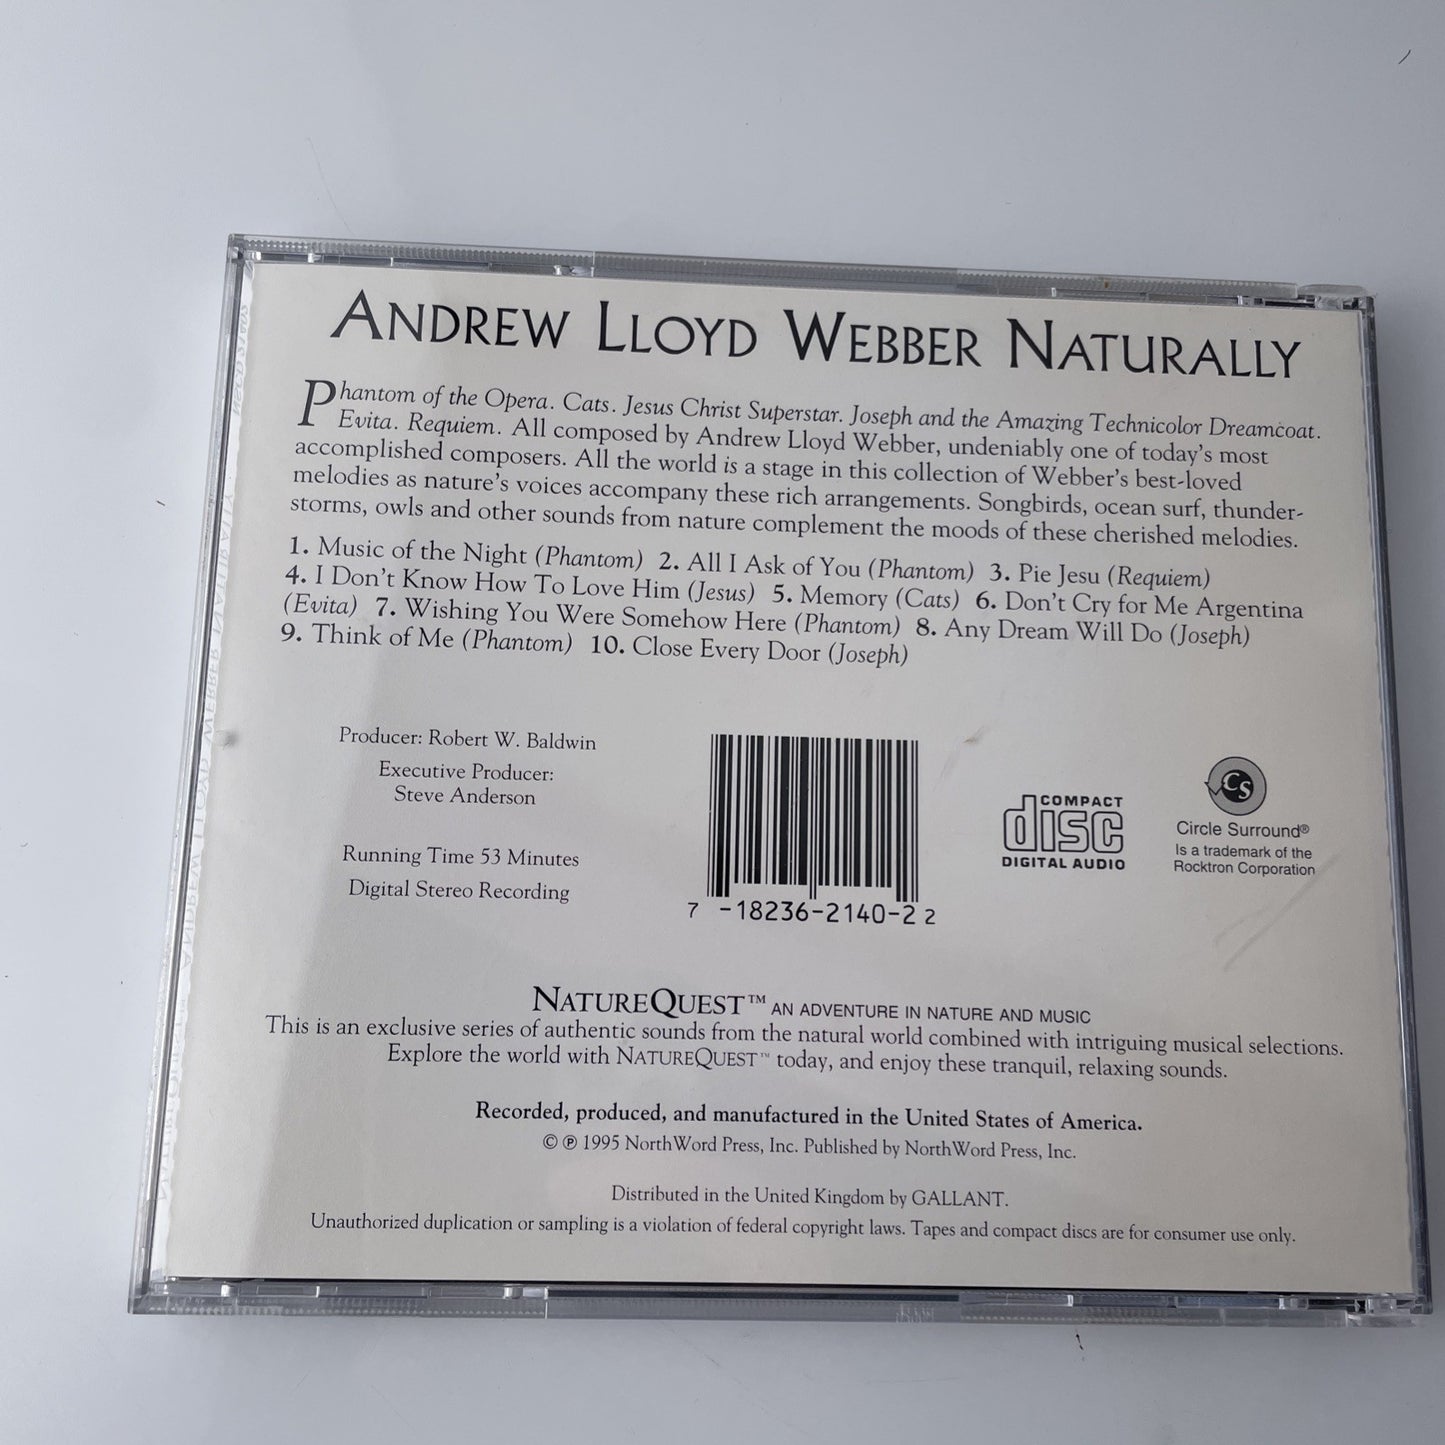 ANDREW LLOYD WEBBER NATURALLY
Phantom of the Opera. Cats. Jesus Christ Superstar. Joseph and the Amazing Technicolor Dreamcoat.
Evita. Requiem. All composed by Andrew Lloyd Webber, undeniably one of today's most
accomplished composers. All the world is a stage in this collection of Webber's best-loved
melodies as nature's voices accompany these rich arrangements. Songbirds, ocean surf, thunder-
storms, owls and other sounds from nature complement the moods of these cherished melodies.
1. Music of the Night (Phantom) 2. All I Ask of You (Phantom) 3. Pie Jesu (Requiem)
4. I Don't Know How To Love Him (Jesus) 5. Memory (Cats) 6. Don't Cry for Me Argentina
(Evita) 7. Wishing You Were Somehow Here (Phantom) 8. Any Dream Will Do (Joseph)
9. Think of Me (Phantom) 10. Close Every Door (Joseph)
Producer: Robert W. Baldwin
Executive Producer:
Steve Anderson
Running Time 53 Minutes
Digital Stereo Recording
7 -18236-2140-2 2
COMPACT
disc
DIGITAL AUDIO
CS
Circle Surround®
Is a trademark of the
Rocktron Corporation
NATUREQUEST™ AN ADVENTURE IN NATURE AND MUSIC
This is an exclusive series of authentic sounds from the natural world combined with intriguing musical selections.
Explore the world with NATUREQUEST™ today, and enjoy these tranquil, relaxing sounds.
Recorded, produced, and manufactured in the United States of America.
© ℗ 1995 NorthWord Press, Inc. Published by NorthWord Press, Inc.
Distributed in the United Kingdom by GALLANT.
Unauthorized duplication or sampling is a violation of federal copyright laws. Tapes and compact discs are for consumer use only.